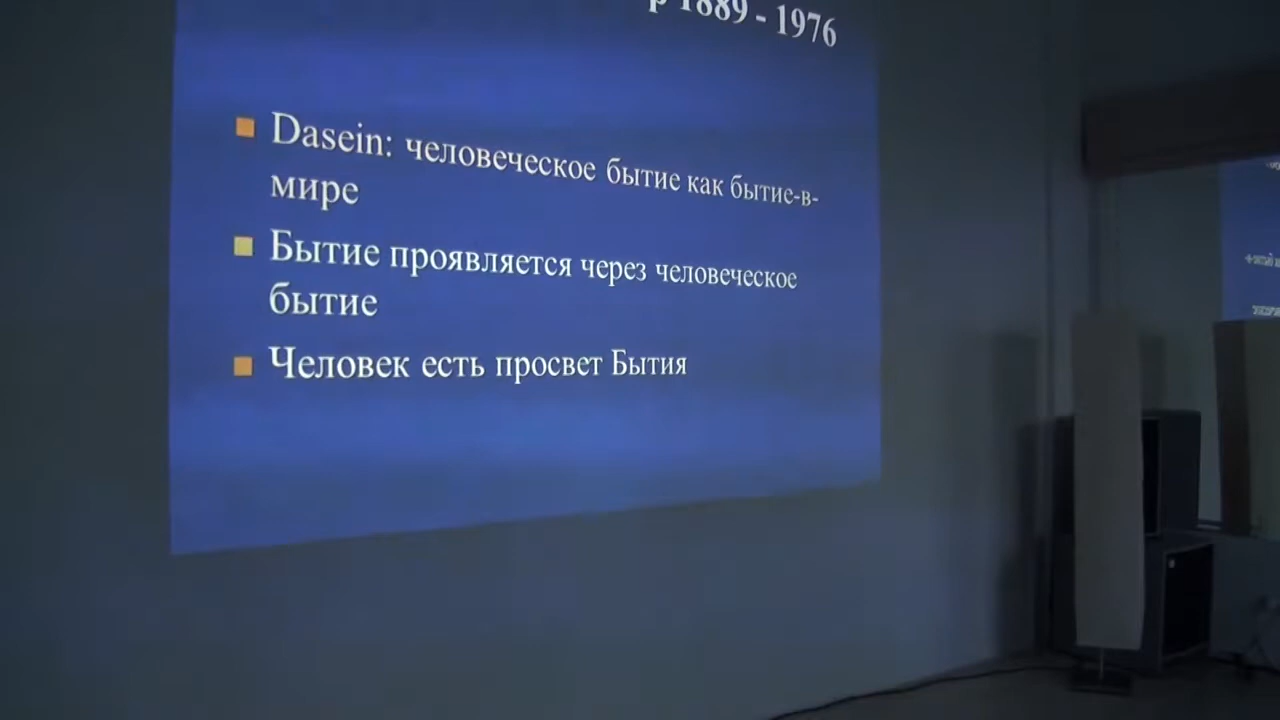 р 1889 - 1976
Dasein: человеческое бытие как бытие-в-
мире
Бытие проявляется через человеческое
бытие
Человек есть просвет Бытия